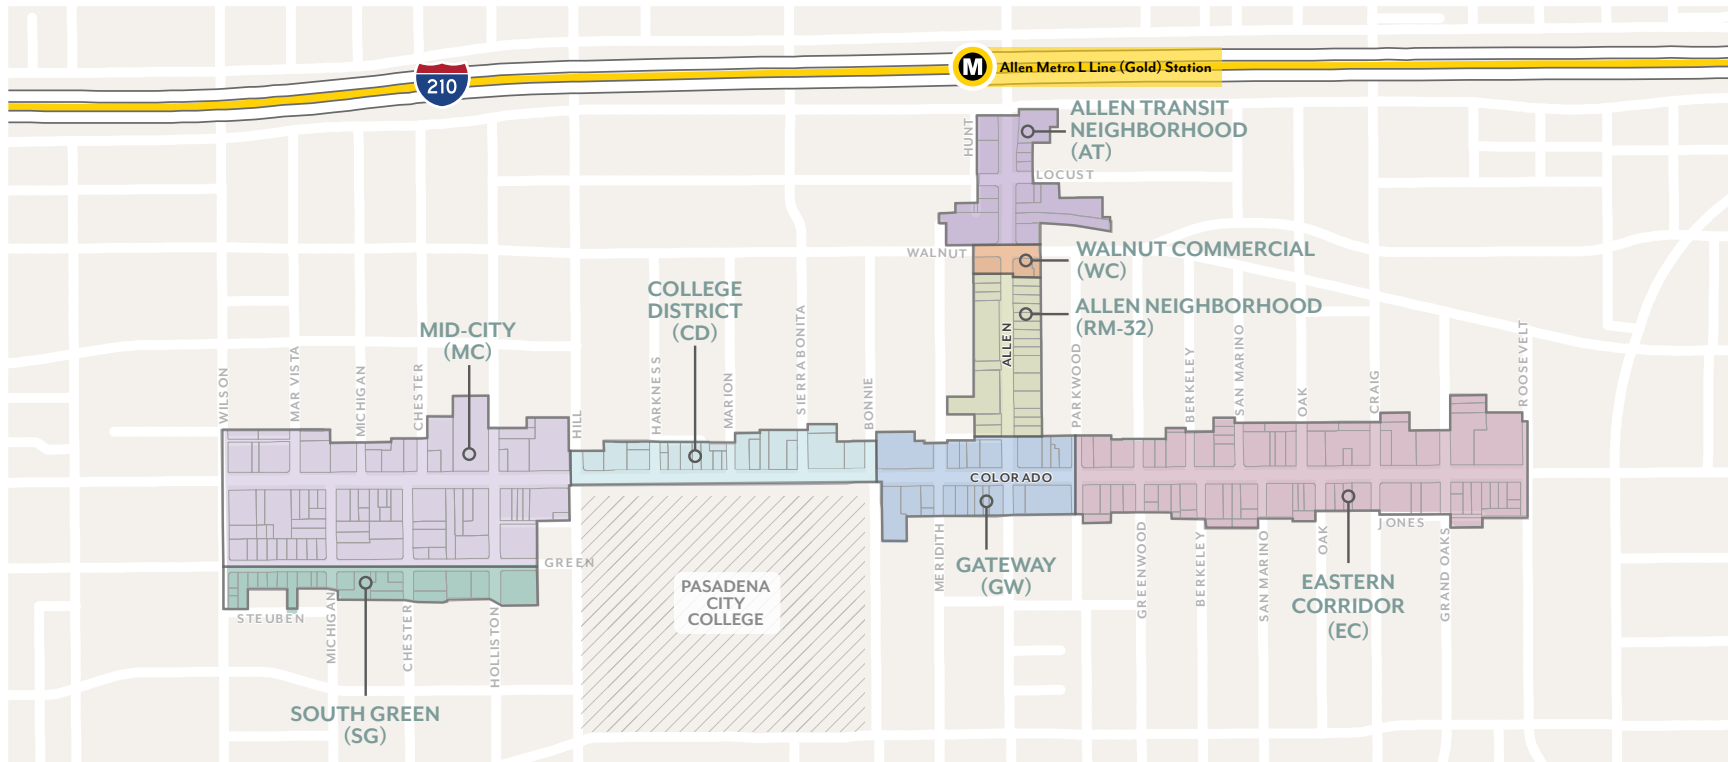 210
M
Allen Metro L Line (Gold) Station
ALLEN TRANSIT
NEIGHBORHOOD
(AT)
HUNT
LOCUST
WALNUT
WALNUT COMMERCIAL
(WC)
ALLEN NEIGHBORHOOD
(RM-32)
ALLEN
COLLEGE
DISTRICT
(CD)
MID-CITY
(MC)
WILSON
MAR VISTA
MICHIGAN
CHESTER
HILL
HARKNESS
MARION
SIERRA BONITA
BONNIE
PARKWOOD
BERKELEY
SAN MARINO
OAK
CRAIG
ROOSEVELT
COLORADO
GREEN
PASADENA
CITY
COLLEGE
MERIDITH
GATEWAY
(GW)
GREENWOOD
BERKELEY
SAN MARINO
OAK
JONES
GRAND OAKS
EASTERN
CORRIDOR
(EC)
STEUBEN
MICHIGAN
CHESTER
HOLLISTON
SOUTH GREEN
(SG)